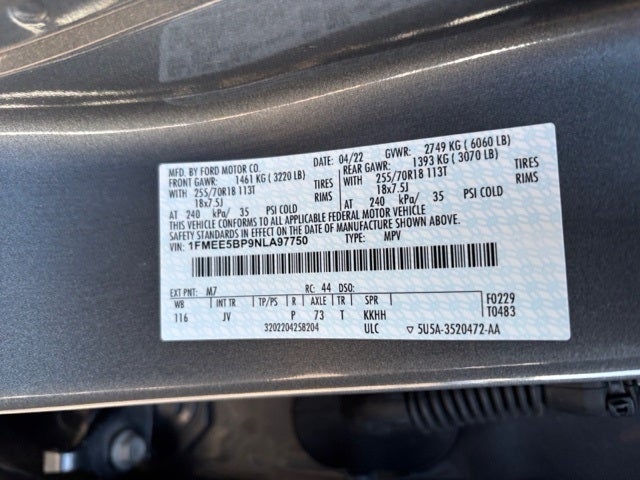 MFD. BY FORD MOTOR CO. DATE: 04/22 GVWR: 2749 KG ( 6060 LB)
FRONT GAWR: 1461 KG ( 3220 LB) REAR GAWR: 1393 KG ( 3070 LB)
WITH 255/70R18 113T TIRES WITH 255/70R18 113T TIRES
18x7.5J RIMS 18x7.5J RIMS
AT 240 kPa/ 35 PSI COLD AT 240 kPa/ 35 PSI COLD
THIS VEHICLE CONFORMS TO ALL APPLICABLE FEDERAL MOTOR VEHICLE
SAFETY STANDARDS IN EFFECT ON THE DATE OF MANUFACTURE SHOWN ABOVE.
VIN: 1FMEE5BP9NLA97750 TYPE: MPV
EXT PNT: M7 RC: 44 DSO: F0229
WB INT TR TP/PS R AXLE TR SPR T0483
116 JV P 73 T KKHH
3202204258204 ULC ▽ 5U5A-3520472-AA